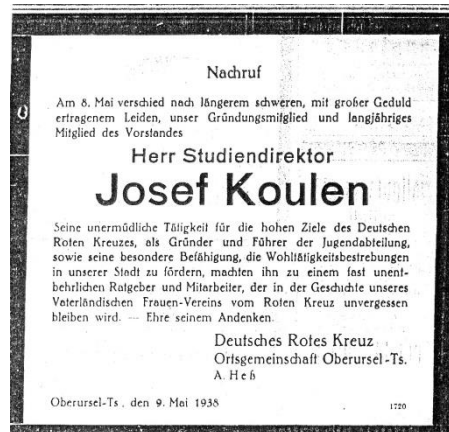 Nachruf
Am 8. Mai verschied nach längerem schweren, mit großer Geduld
ertragenem Leiden, unser Gründungsmitglied und langjähriges
Mitglied des Vorstandes
Herr Studiendirektor
Josef Koulen
Seine unermüdliche Tätigkeit für die hohen Ziele des Deutschen
Roten Kreuzes, als Gründer und Führer der Jugendabteilung,
sowie seine besondere Befähigung, die Wohltätigkeitsbestrebungen
in unserer Stadt zu fördern, machten ihn zu einem fast unent-
behrlichen Ratgeber und Mitarbeiter, der in der Geschichte unseres
Vaterländischen Frauen-Vereins vom Roten Kreuz unvergessen
bleiben wird. — Ehre seinem Andenken.
Deutsches Rotes Kreuz
Ortsgemeinschaft Oberursel-Ts.
A. Heß
Oberursel-Ts, den 9. Mai 1938
1720